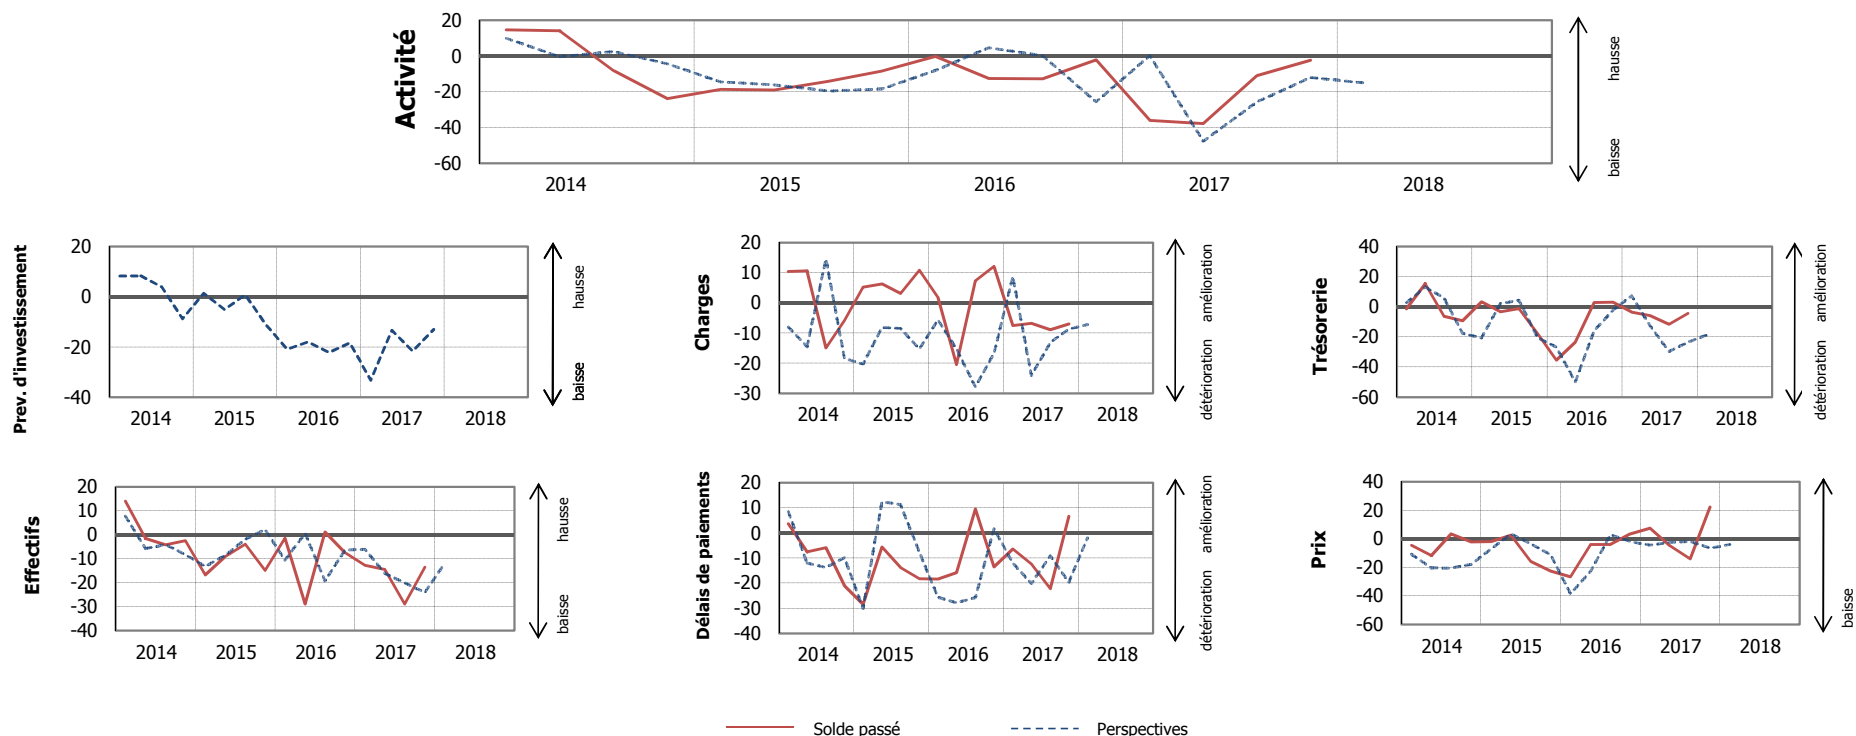 Activité
20
0
-20
-40
-60
2014 2015 2016 2017 2018
hausse
baisse
Prev. d'investissement
20
0
-20
-40
2014 2015 2016 2017 2018
hausse
baisse
Charges
20
10
0
-10
-20
-30
2014 2015 2016 2017 2018
amélioration
détérioration
Trésorerie
40
20
0
-20
-40
-60
2014 2015 2016 2017 2018
amélioration
détérioration
Effectifs
20
10
0
-10
-20
-30
-40
2014 2015 2016 2017 2018
hausse
baisse
Délais de paiements
20
10
0
-10
-20
-30
-40
2014 2015 2016 2017 2018
amélioration
détérioration
Prix
40
20
0
-20
-40
-60
2014 2015 2016 2017 2018
baisse
Solde passé Perspectives